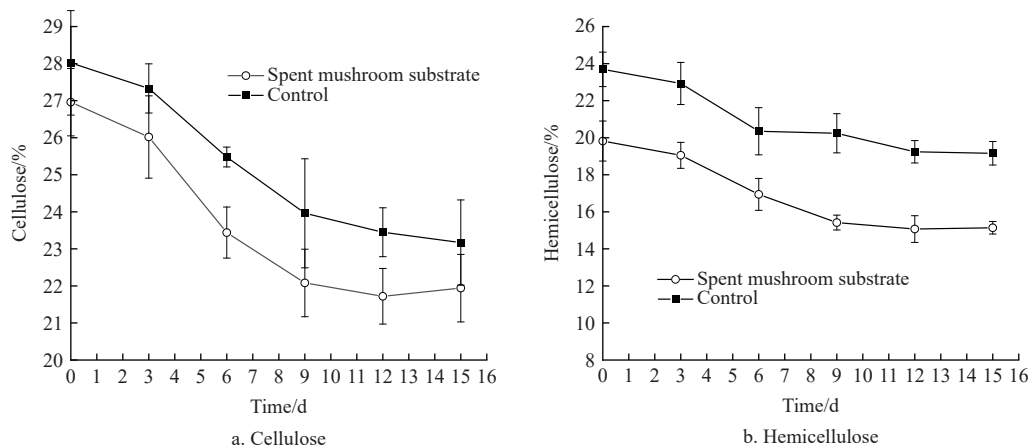 29
28
27
26
25
24
23
22
21
20
Cellulose/%
Spent mushroom substrate
Control
0 1 2 3 4 5 6 7 8 9 10 11 12 13 14 15 16
Time/d
a. Cellulose
26
24
22
20
18
16
14
12
10
8
Hemicellulose/%
Spent mushroom substrate
Control
0 1 2 3 4 5 6 7 8 9 10 11 12 13 14 15 16
Time/d
b. Hemicellulose